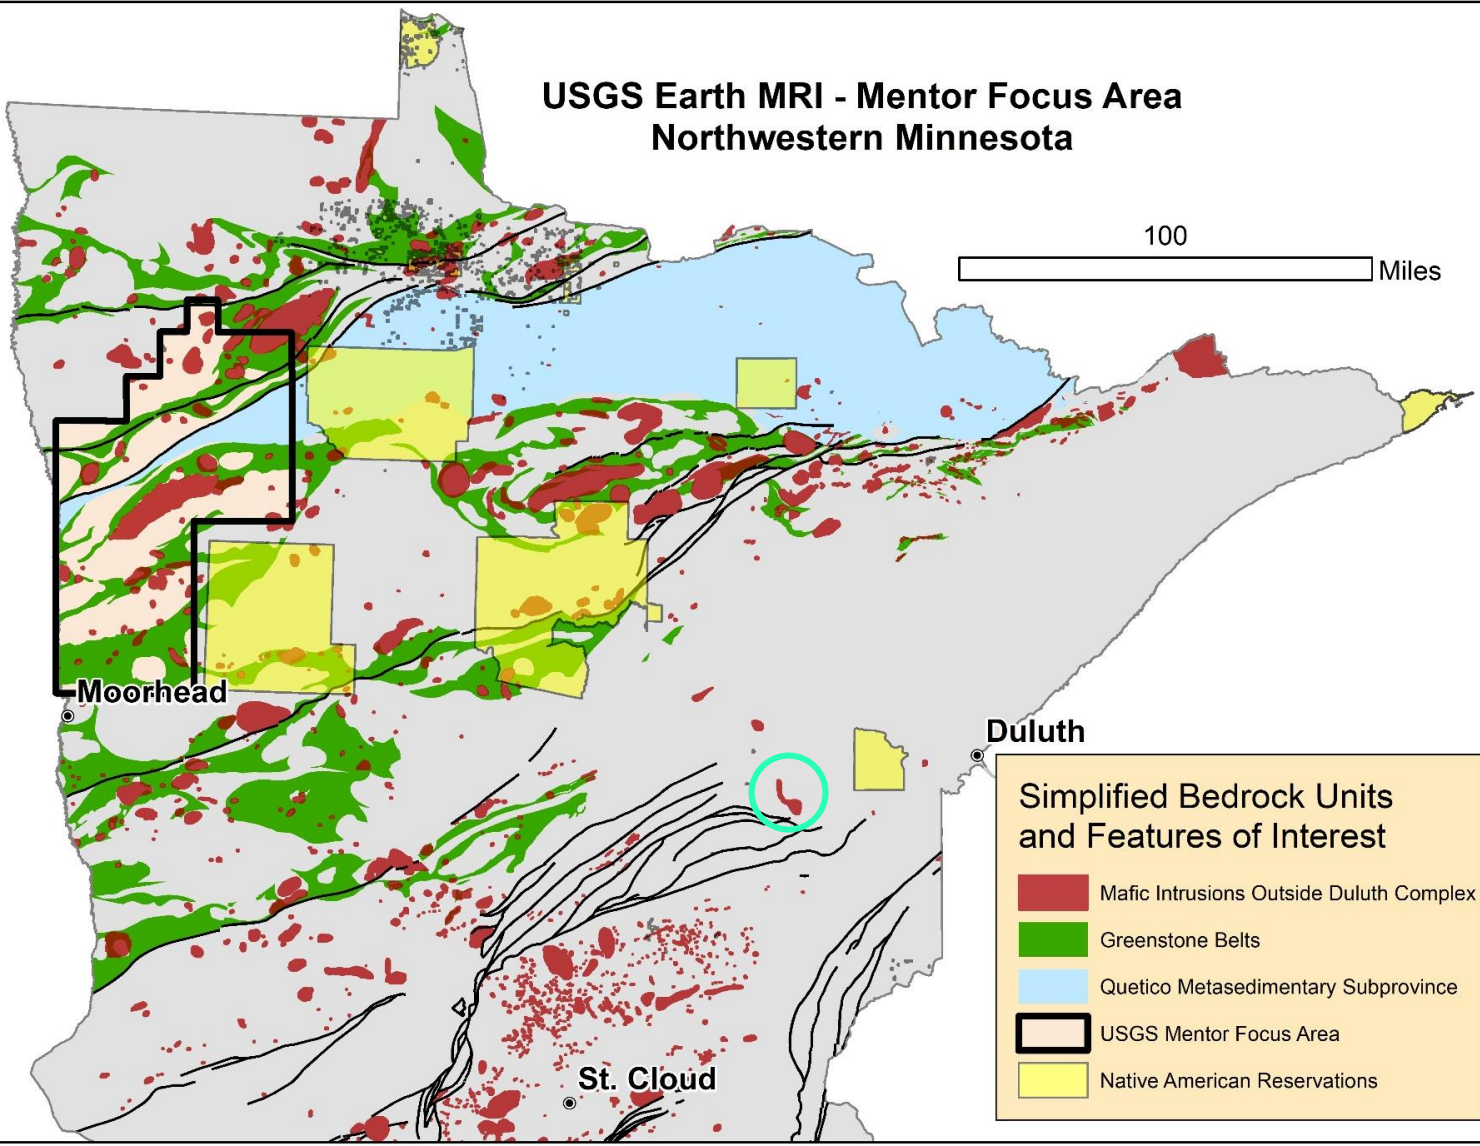 USGS Earth MRI - Mentor Focus Area
Northwestern Minnesota
100
Miles
Moorhead
Duluth
Simplified Bedrock Units
and Features of Interest
Mafic Intrusions Outside Duluth Complex
Greenstone Belts
Quetico Metasedimentary Subprovince
USGS Mentor Focus Area
Native American Reservations
St. Cloud